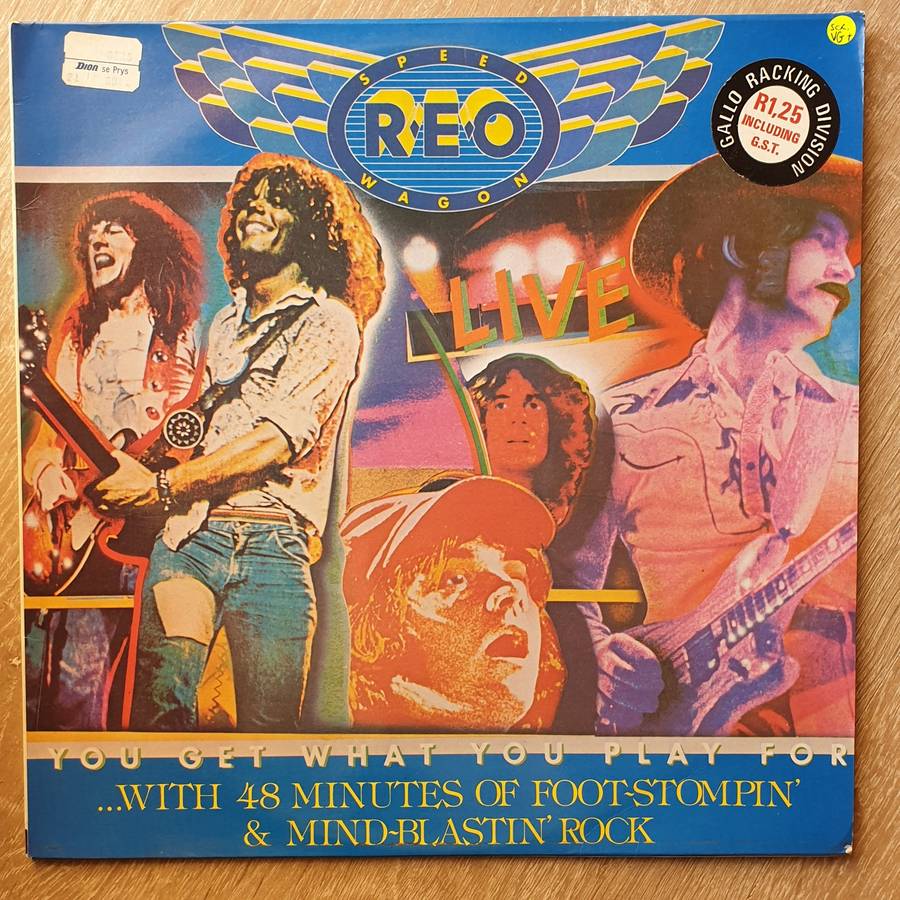 Dion se Prys
SPEED
REO
WAGON
GALLO RACKING DIVISION
R1,25
INCLUDING
G.S.T.
VG+
LIVE
YOU GET WHAT YOU PLAY FOR
...WITH 48 MINUTES OF FOOT-STOMPIN'
& MIND-BLASTIN' ROCK